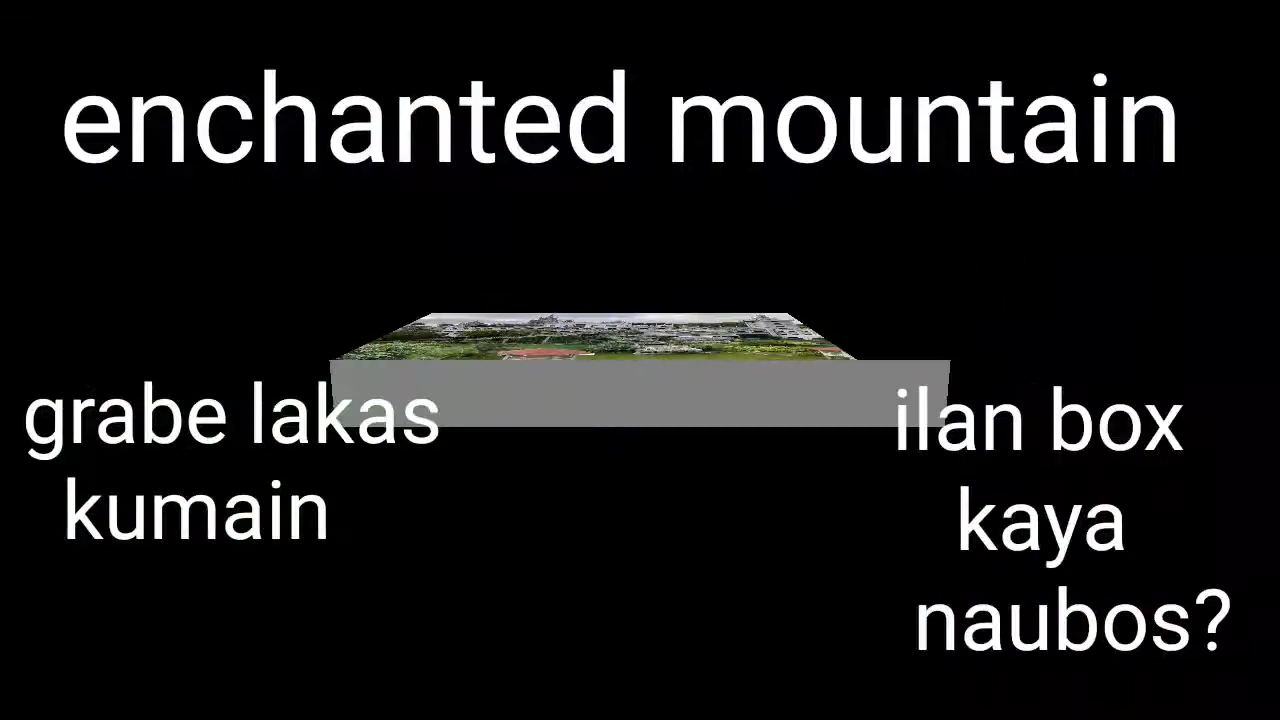 enchanted mountain
grabe lakas
kumain
ilan box
kaya
naubos?